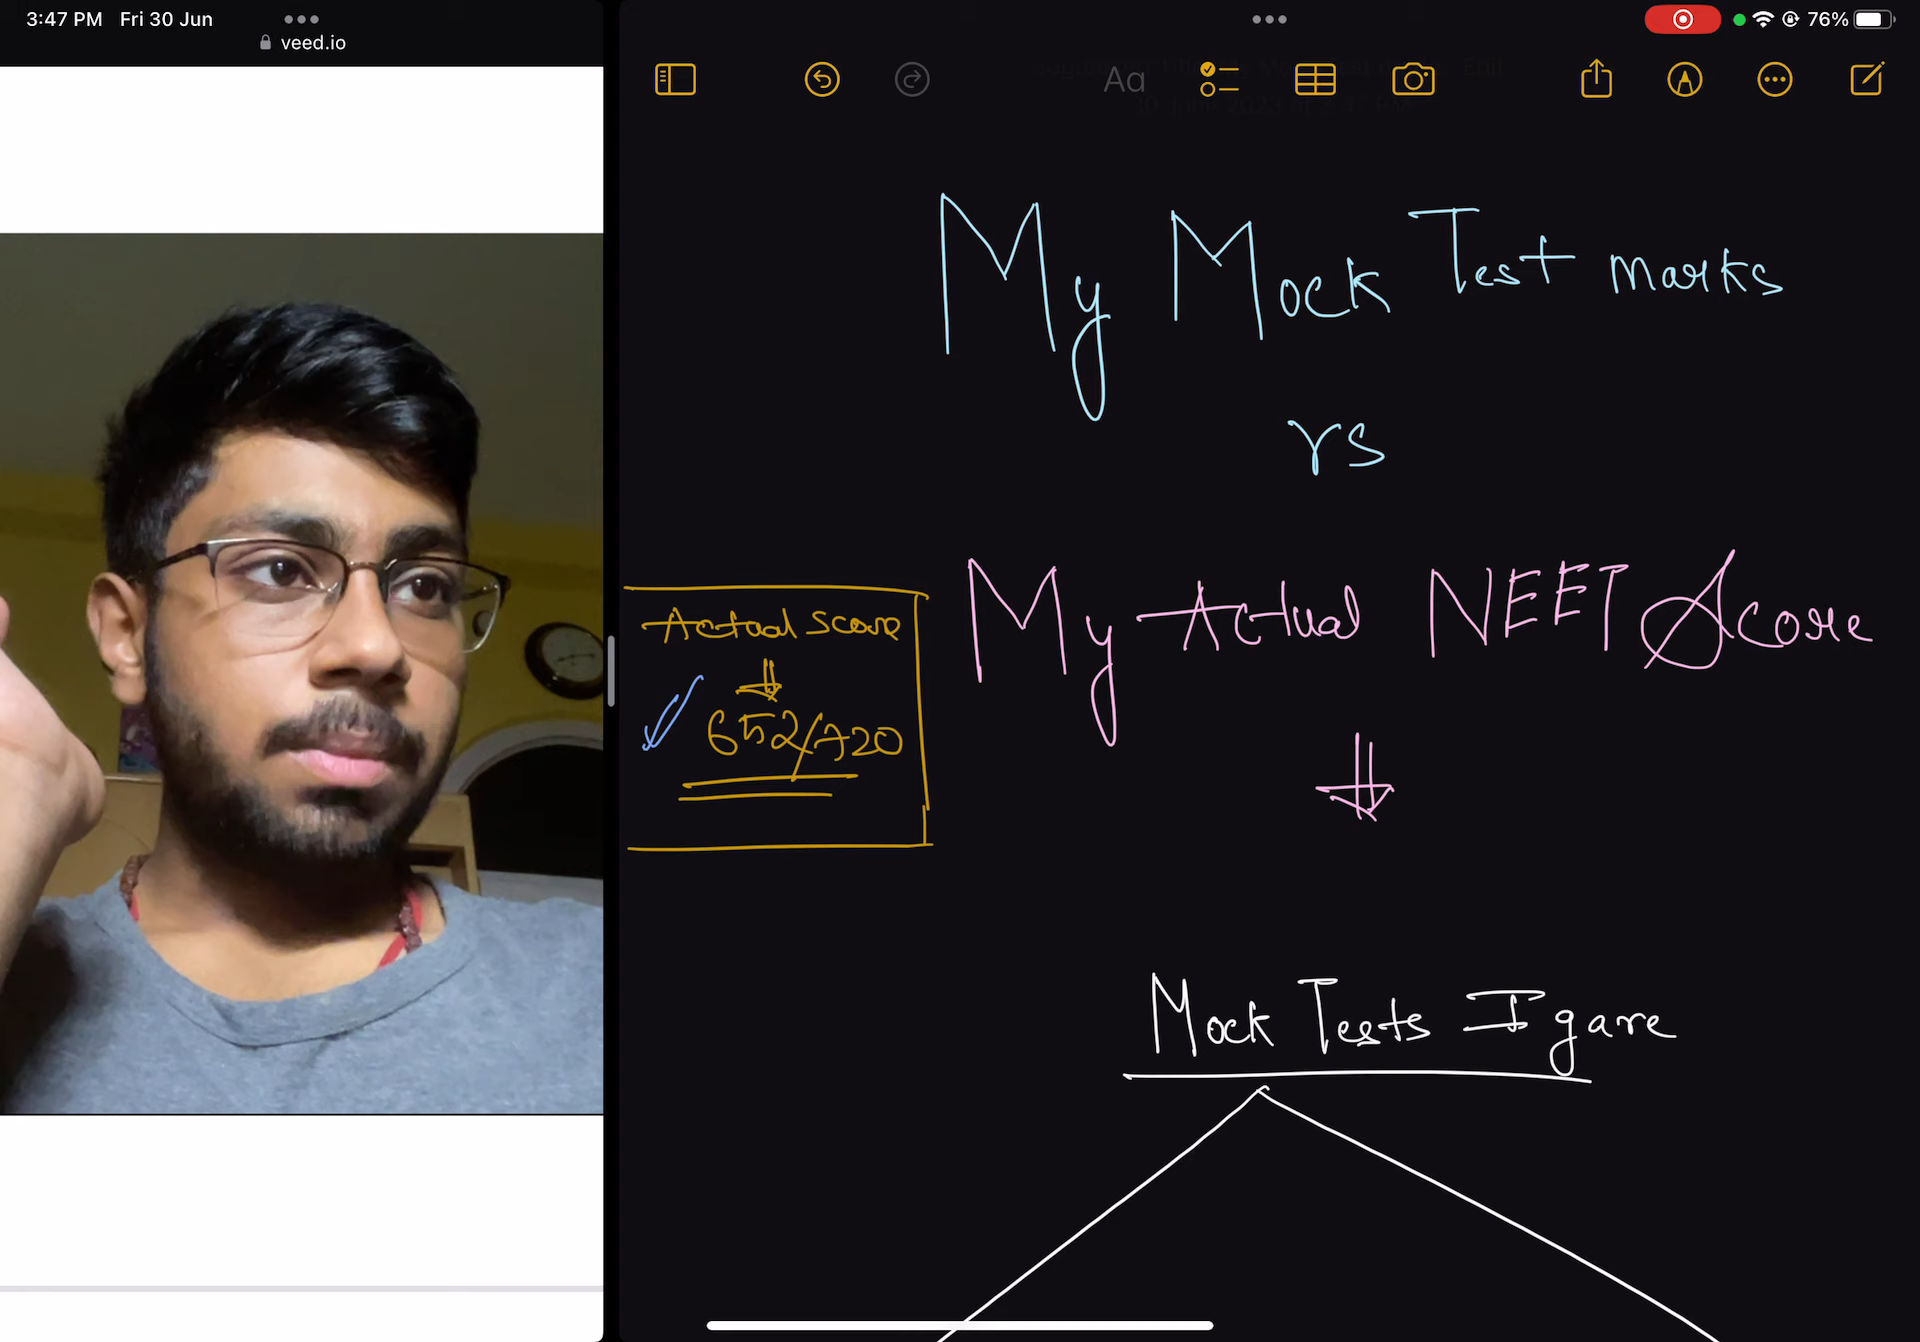 3:47 PM Fri 30 Jun
veed.io
76%
Aa
My Mock Test marks
vs
My Actual NEET Score
Actual score
652/720
Mock Tests I gave